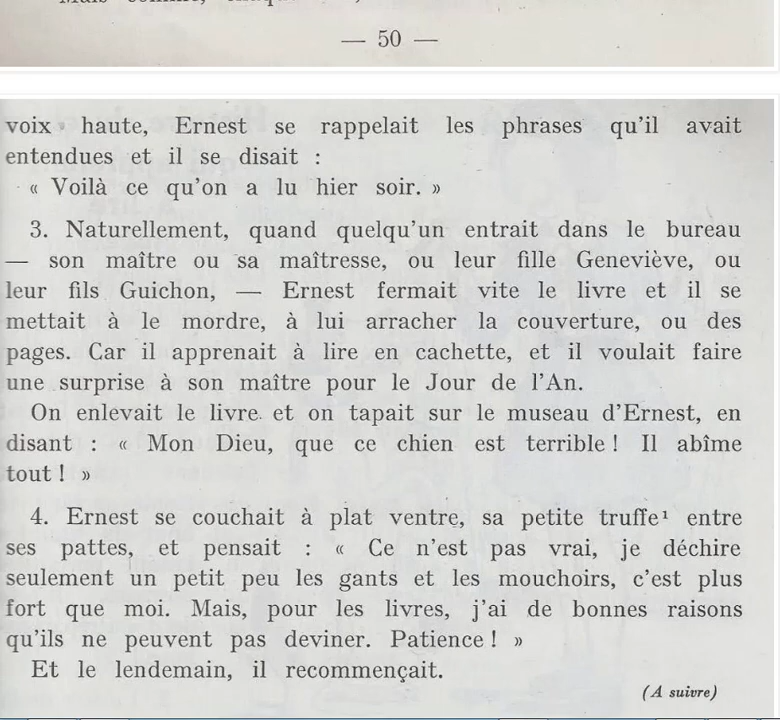 — 50 —
voix haute, Ernest se rappelait les phrases qu'il avait
entendues et il se disait :
« Voilà ce qu'on a lu hier soir. »
3. Naturellement, quand quelqu'un entrait dans le bureau
— son maître ou sa maîtresse, ou leur fille Geneviève, ou
leur fils Guichon, — Ernest fermait vite le livre et il se
mettait à le mordre, à lui arracher la couverture, ou des
pages. Car il apprenait à lire en cachette, et il voulait faire
une surprise à son maître pour le Jour de l'An.
On enlevait le livre et on tapait sur le museau d'Ernest, en
disant : « Mon Dieu, que ce chien est terrible ! Il abîme
tout ! »
4. Ernest se couchait à plat ventre, sa petite truffe¹ entre
ses pattes, et pensait : « Ce n'est pas vrai, je déchire
seulement un petit peu les gants et les mouchoirs, c'est plus
fort que moi. Mais, pour les livres, j'ai de bonnes raisons
qu'ils ne peuvent pas deviner. Patience ! »
Et le lendemain, il recommençait.
(A suivre)